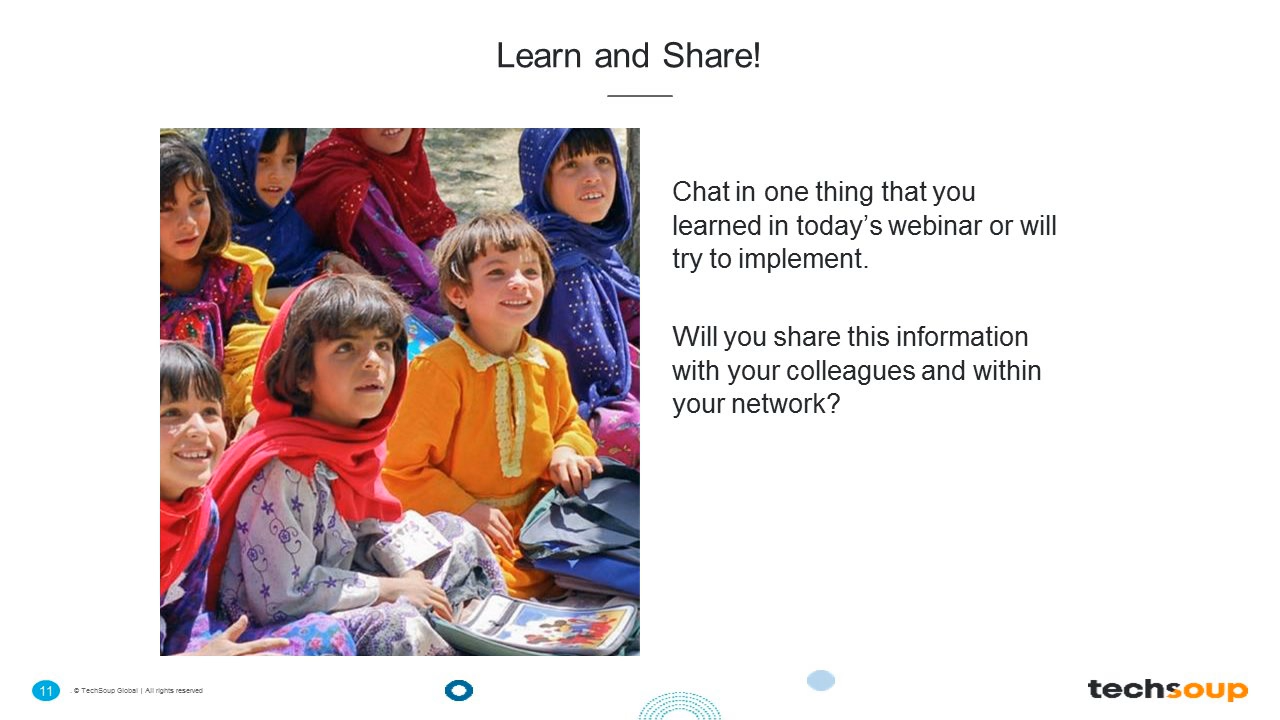 Learn and Share!
Chat in one thing that you
learned in today’s webinar or will
try to implement.
Will you share this information
with your colleagues and within
your network?
11
. © TechSoup Global | All rights reserved
techsoup